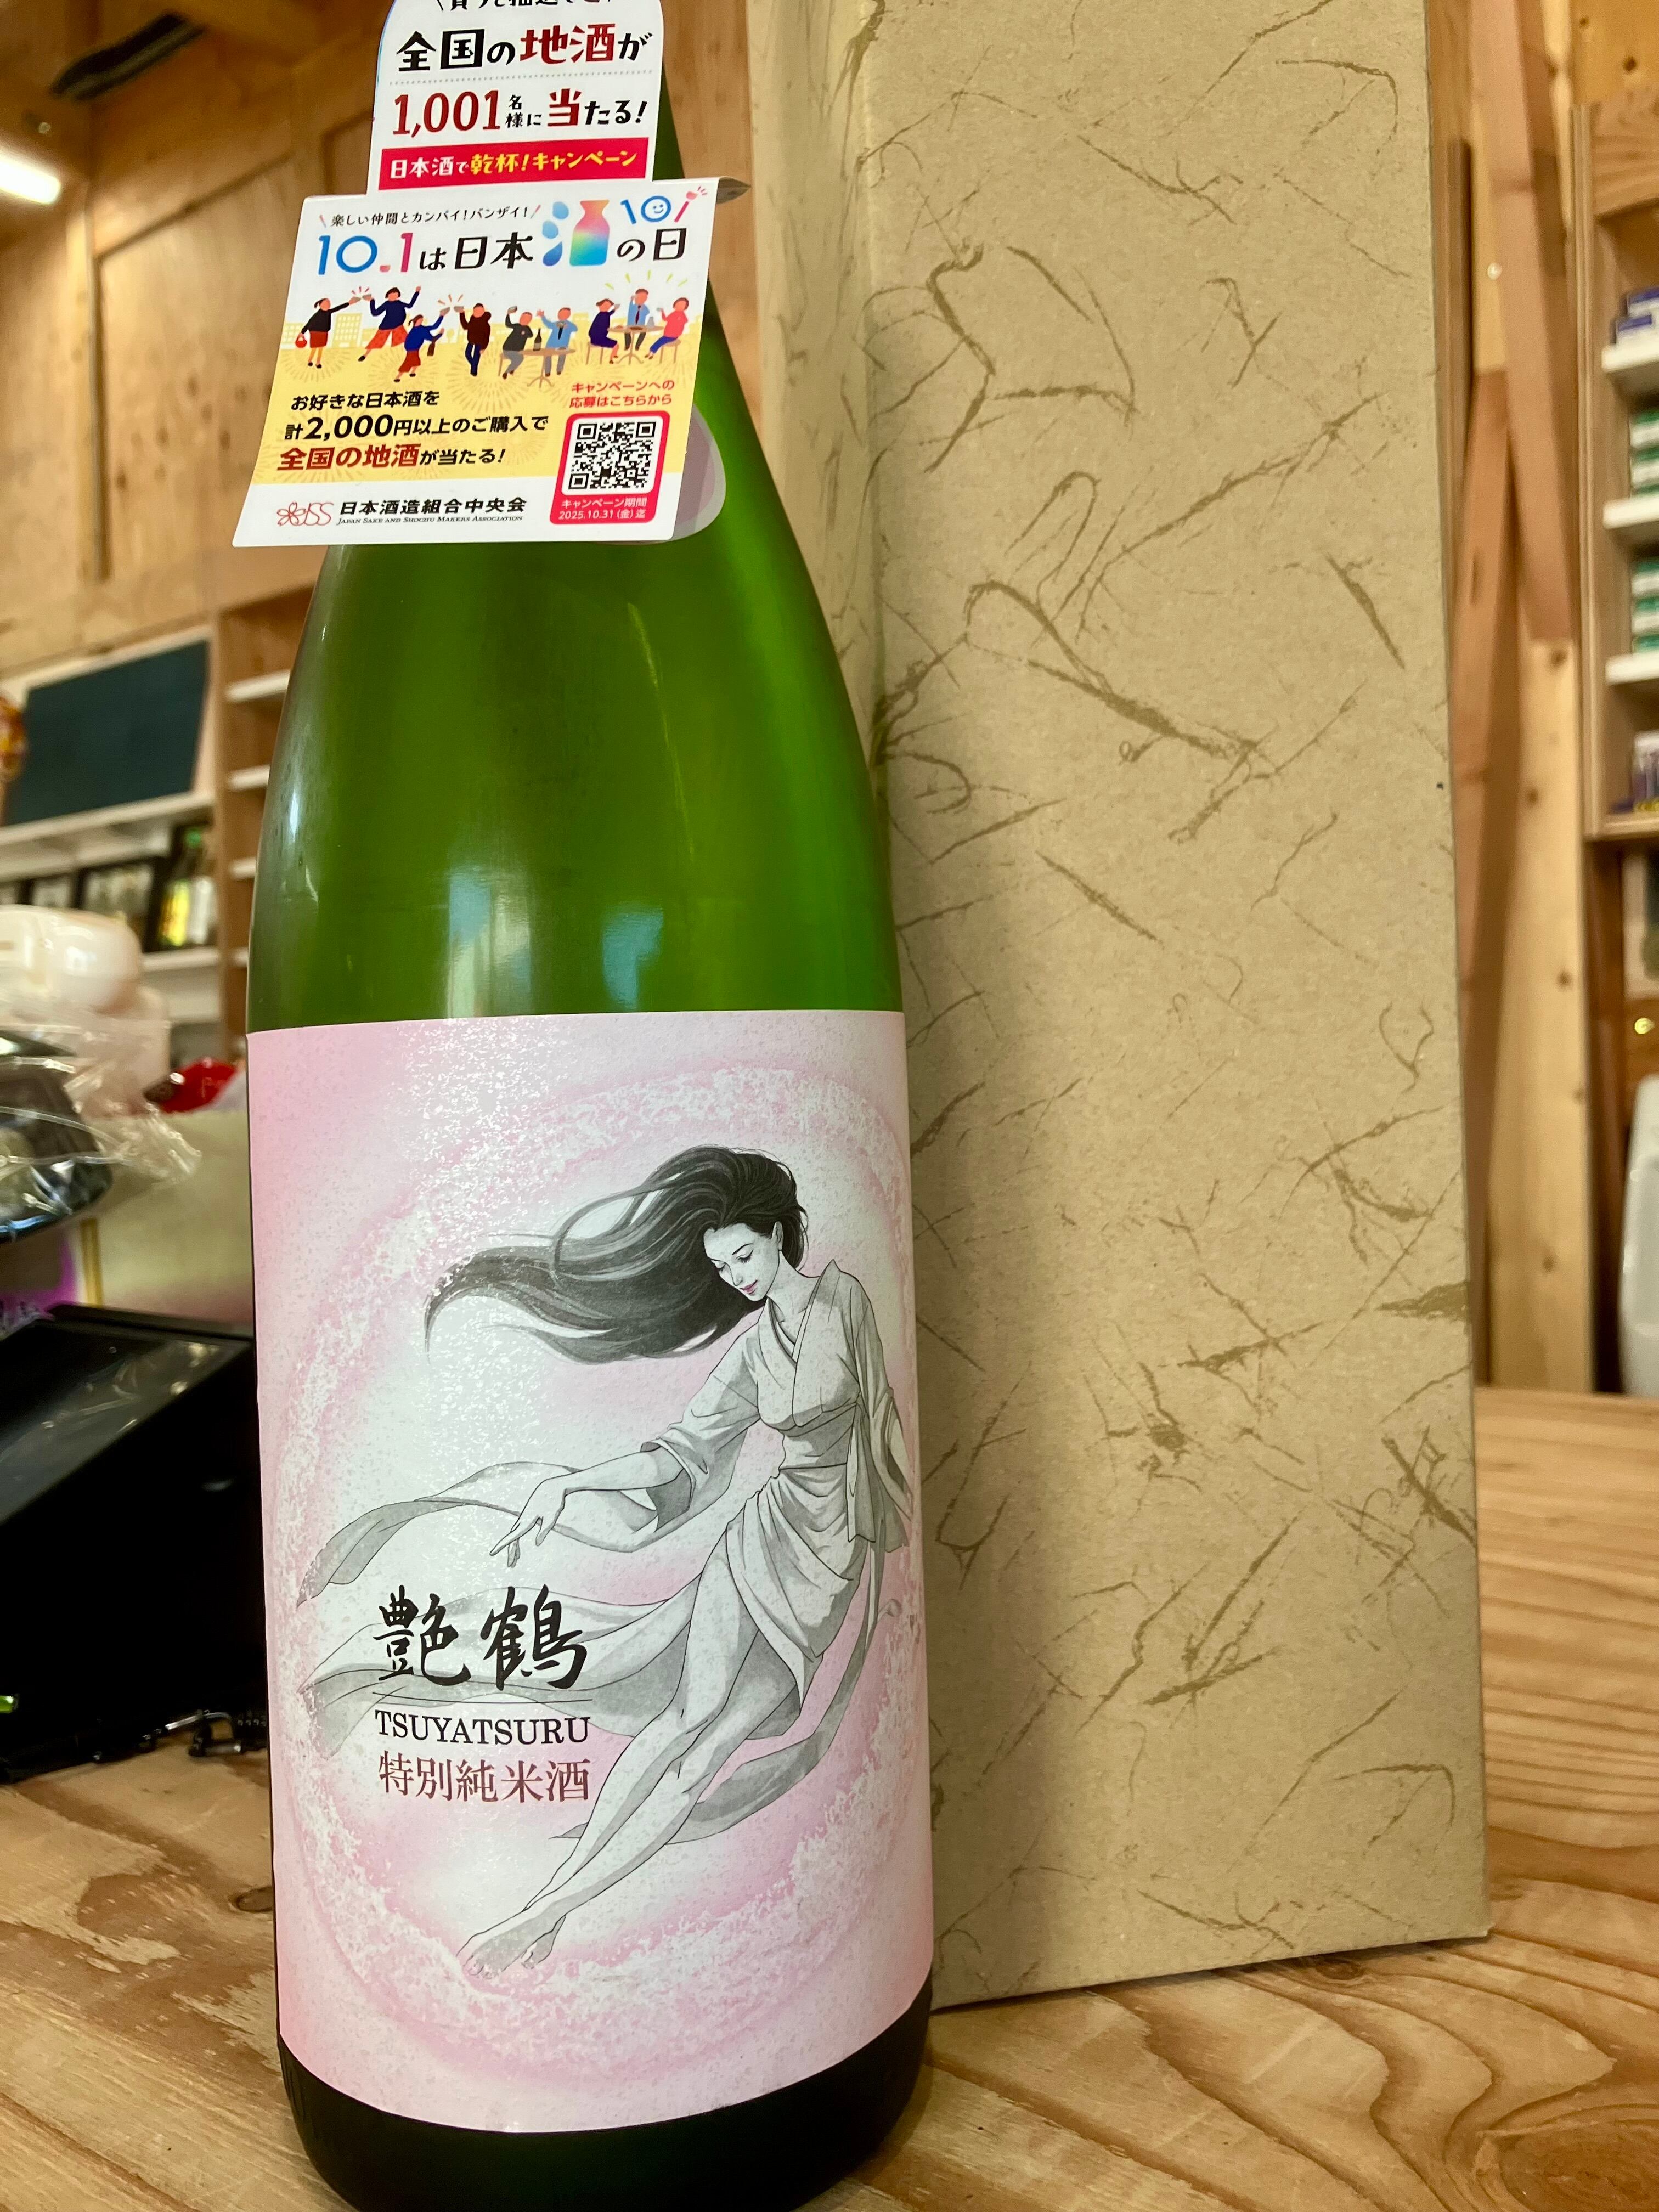 全国の地酒が
1,001名様に当たる!
日本酒で乾杯!キャンペーン
楽しい仲間とカンパイ!バンザイ!
10.1は日本酒の日
お好きな日本酒を
計2,000円以上のご購入で
全国の地酒が当たる!
キャンペーンへの
応募はこちらから
JSS 日本酒造組合中央会
JAPAN SAKE AND SHOCHU MAKERS ASSOCIATION
キャンペーン期間
2025.10.31(金)迄
艶鶴
TSUYATSURU
特別純米酒